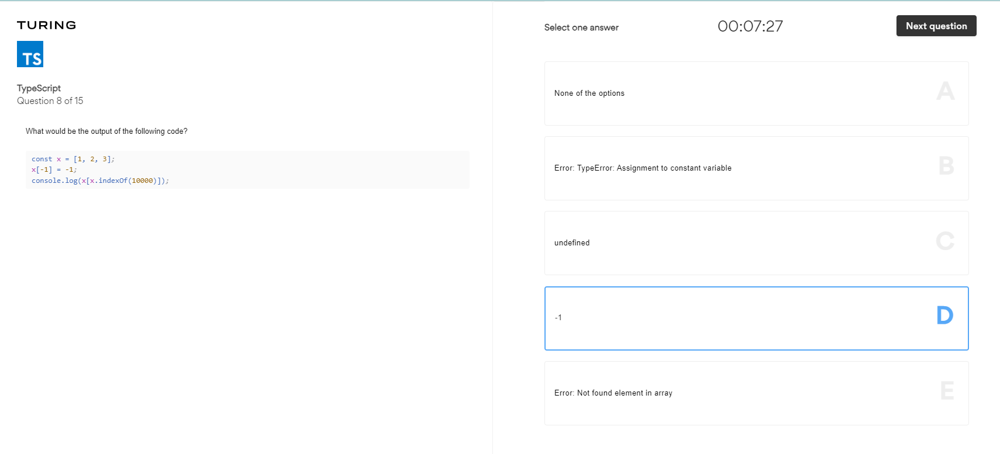 TURING
TS
TypeScript
Question 8 of 15
What would be the output of the following code?
const x = [1, 2, 3];
x[-1] = -1;
console.log(x[x.indexOf(10000)]);
Select one answer
00:07:27
Next question
None of the options
A
Error: TypeError: Assignment to constant variable
B
undefined
C
-1
D
Error: Not found element in array
E